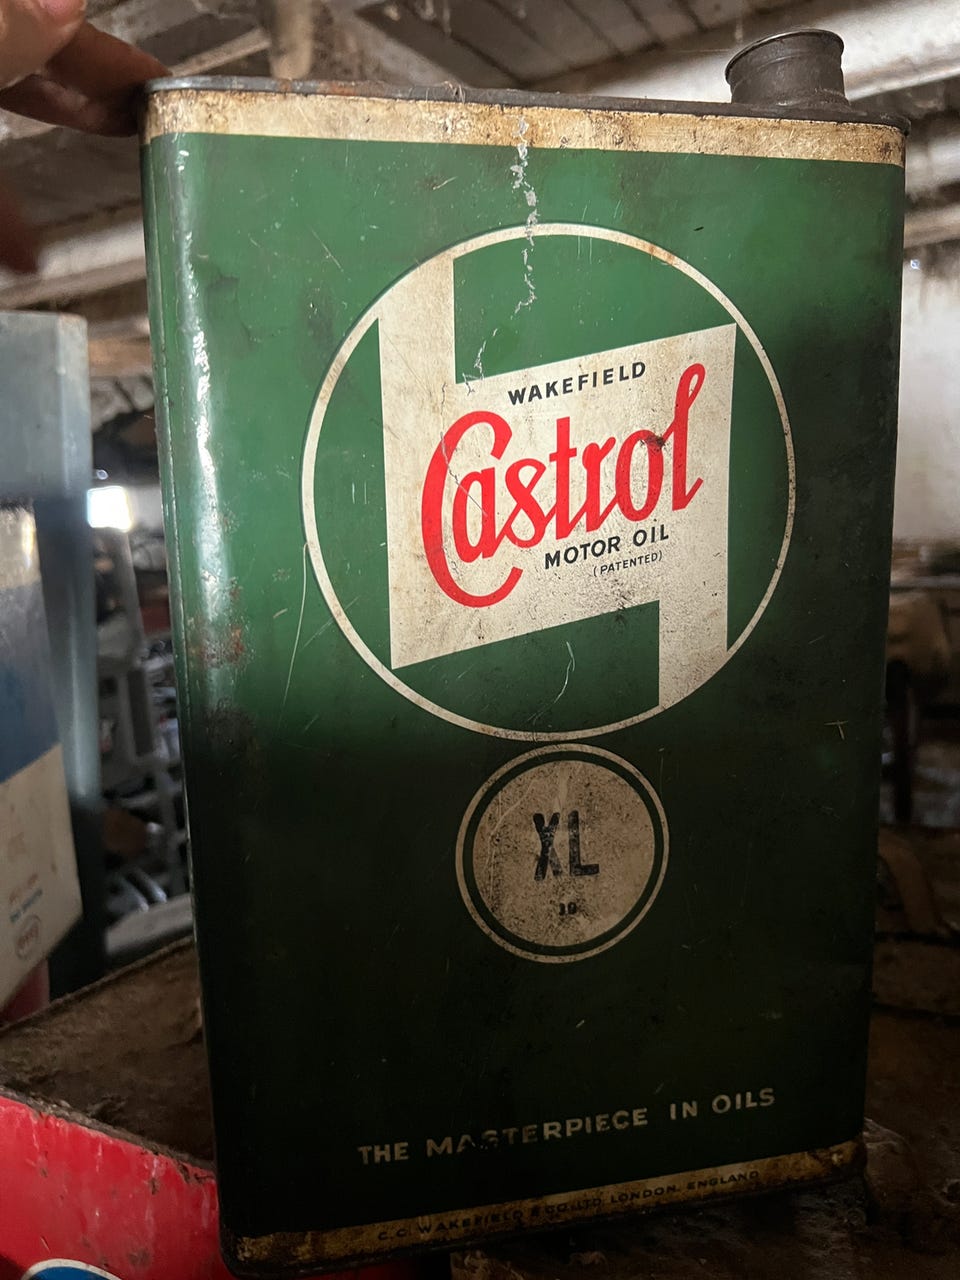 WAKEFIELD
Castrol
MOTOR OIL
(PATENTED)
XL
THE MASTERPIECE IN OILS
C.C. WAKEFIELD & CO. LTD. LONDON. ENGLAND